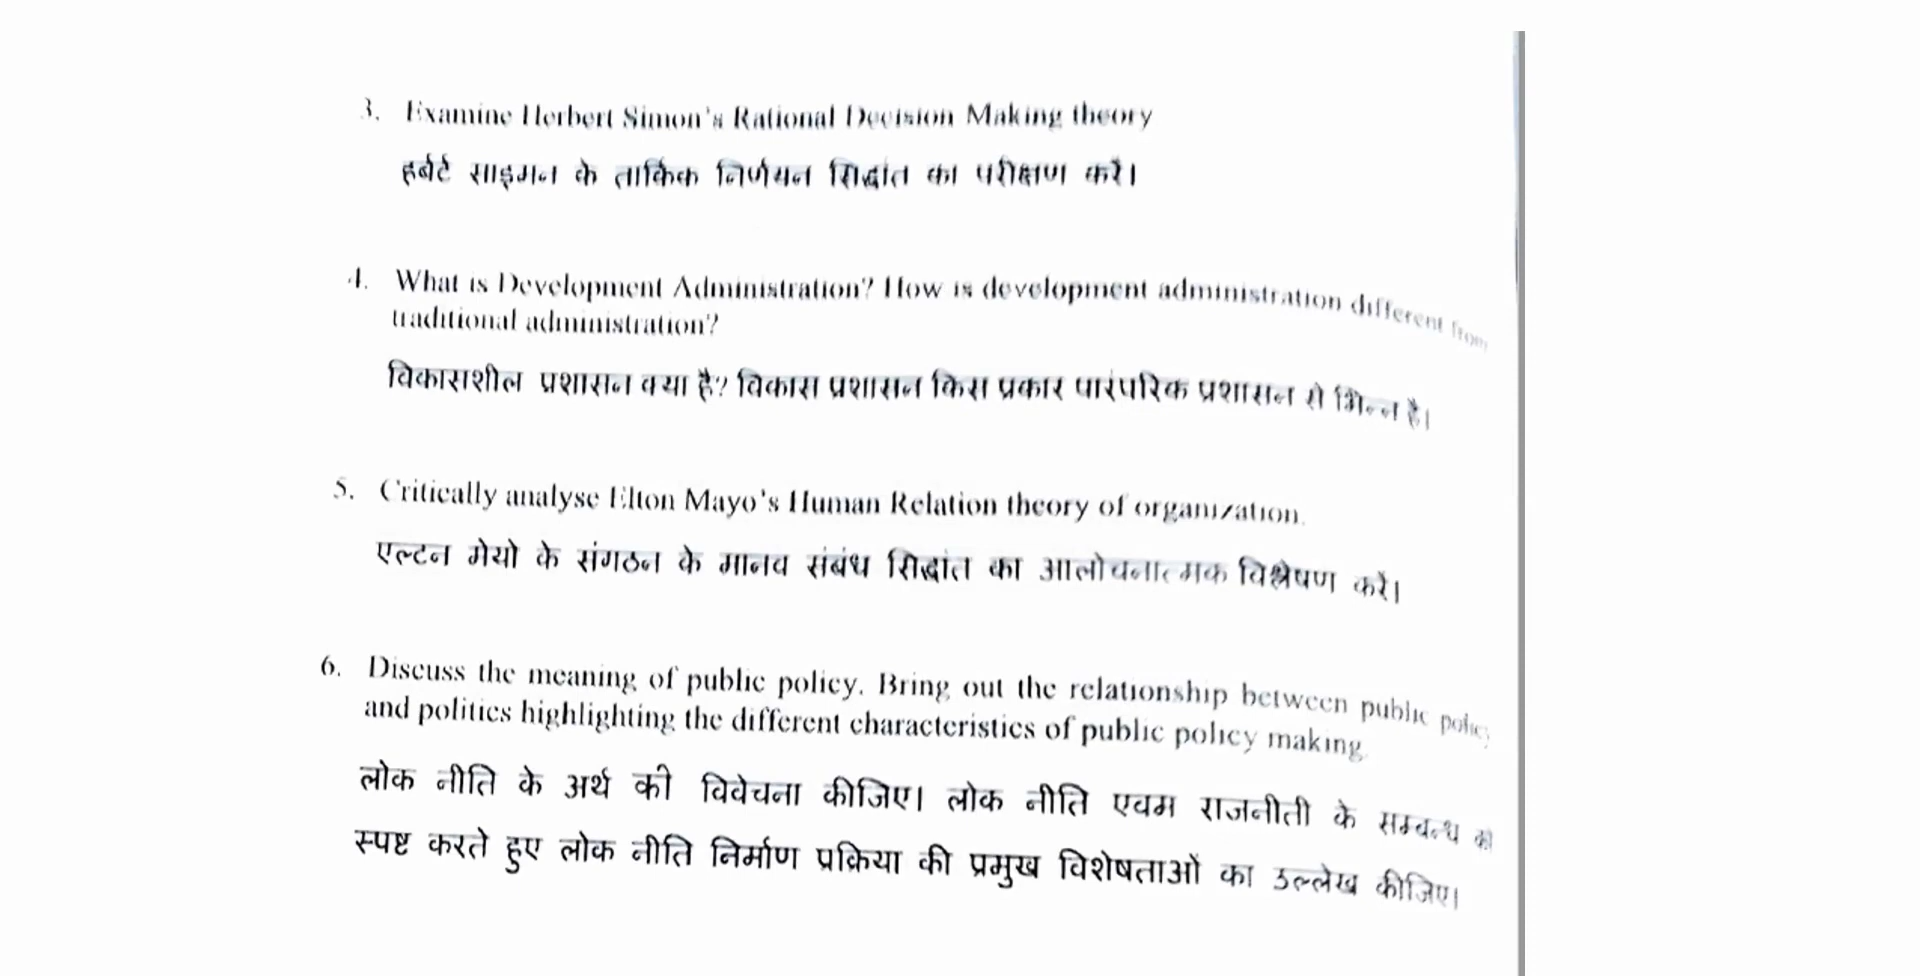 3. Examine Herbert Simon's Rational Decision Making theory
हर्बर्ट साइमन के तार्किक निर्णयन सिद्धांत का परीक्षण करें।
4. What is Development Administration? How is development administration different from
traditional administration?
विकासशील प्रशासन क्या है? विकास प्रशासन किस प्रकार पारंपरिक प्रशासन से भिन्न है।
5. Critically analyse Elton Mayo's Human Relation theory of organization.
एल्टन मेयो के संगठन के मानव संबंध सिद्धांत का आलोचनात्मक विश्लेषण करें।
6. Discuss the meaning of public policy. Bring out the relationship between public policy
and politics highlighting the different characteristics of public policy making.
लोक नीति के अर्थ की विवेचना कीजिए। लोक नीति एवम राजनीती के सम्बन्ध को
स्पष्ट करते हुए लोक नीति निर्माण प्रक्रिया की प्रमुख विशेषताओं का उल्लेख कीजिए।